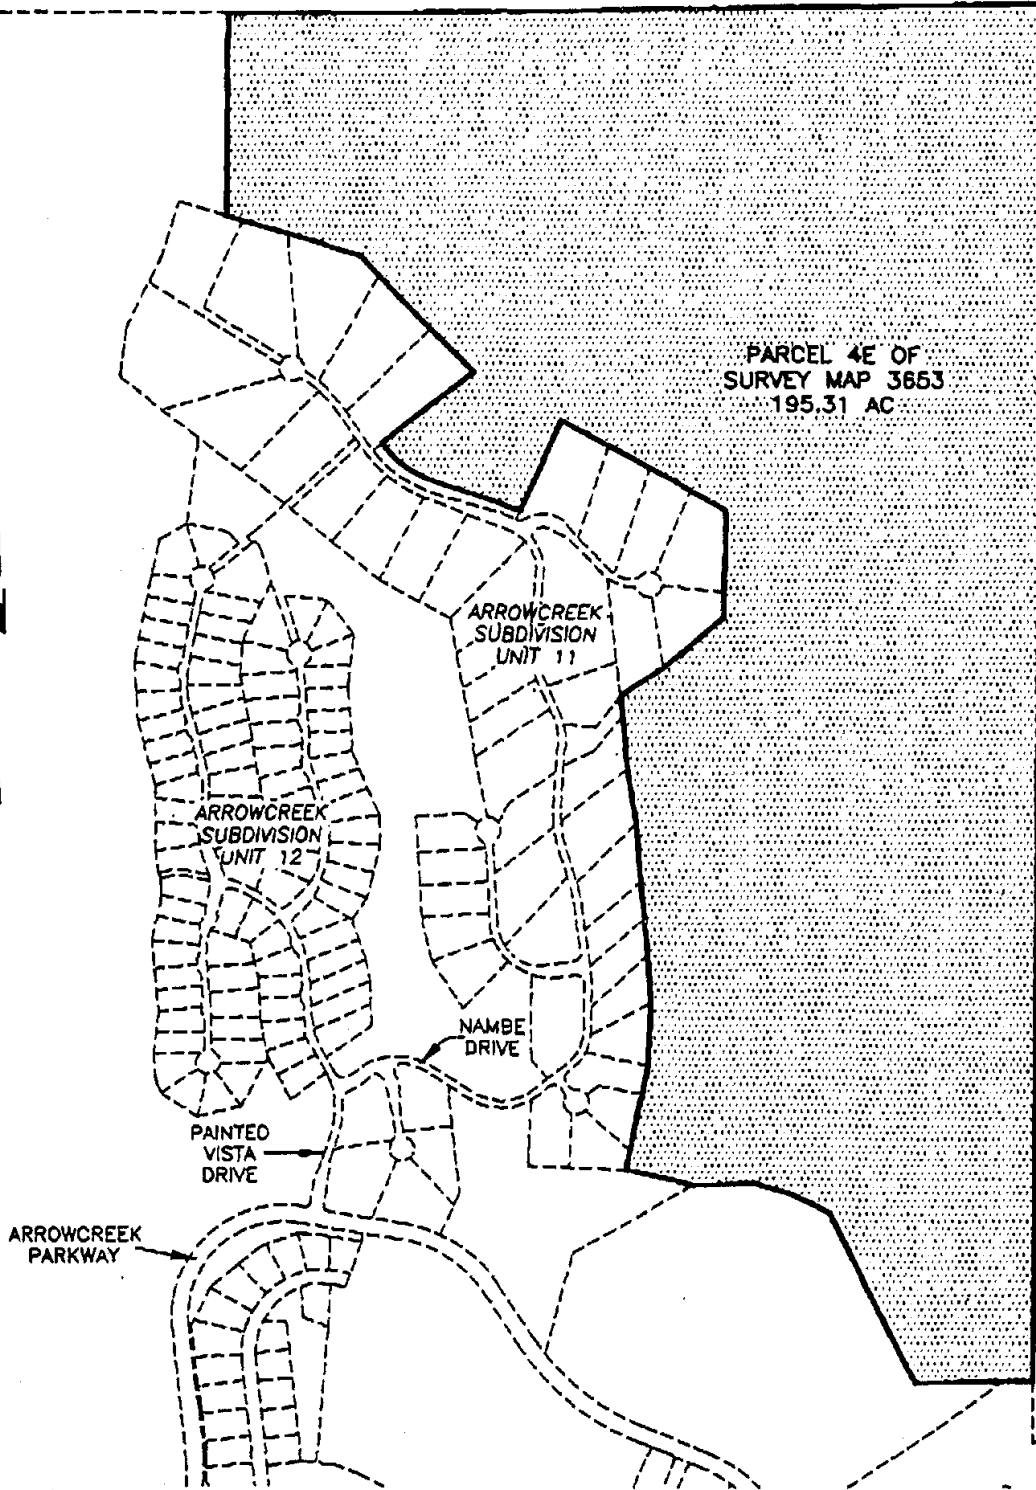 PARCEL 4E OF
SURVEY MAP 3653
195.31 AC
ARROWCREEK
SUBDIVISION
UNIT 11
ARROWCREEK
SUBDIVISION
UNIT 12
NAMBE
DRIVE
PAINTED
VISTA
DRIVE
ARROWCREEK
PARKWAY